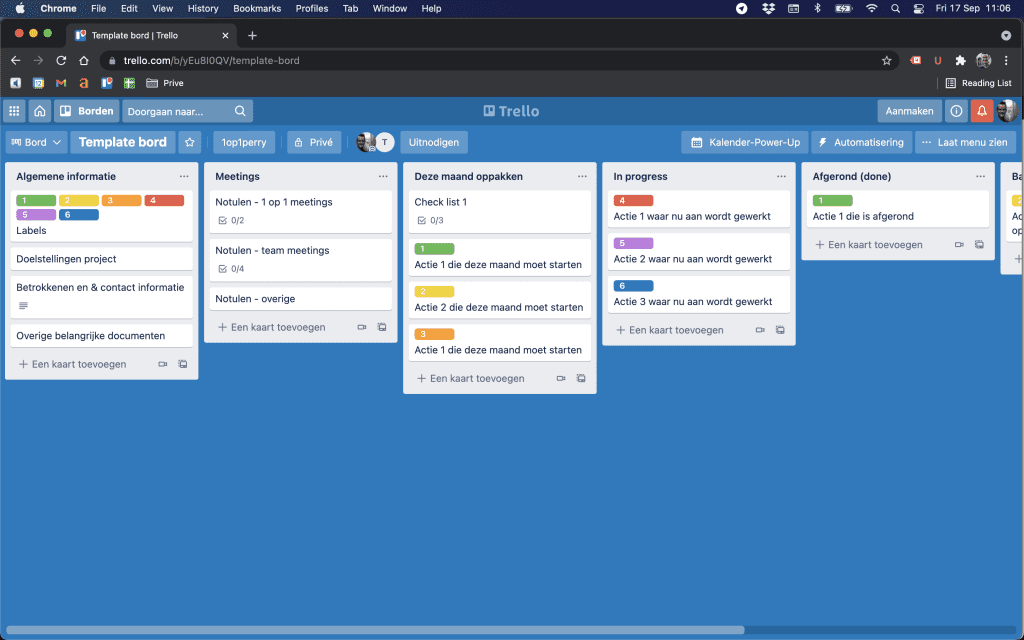 Chrome File Edit View History Bookmarks Profiles Tab Window Help Fri 17 Sep 11:06
Template bord | Trello
trello.com/b/yEu8I0QV/template-bord
Prive Reading List
Borden Doorgaan naar... Trello Aanmaken
Bord Template bord 1op1perry Privé T Uitnodigen Kalender-Power-Up Automatisering ... Laat menu zien
Algemene informatie
1 2 3 4
5 6
Labels
Doelstellingen project
Betrokkenen en & contact informatie
Overige belangrijke documenten
+ Een kaart toevoegen
Meetings
Notulen - 1 op 1 meetings
0/2
Notulen - team meetings
0/4
Notulen - overige
+ Een kaart toevoegen
Deze maand oppakken
Check list 1
0/3
1
Actie 1 die deze maand moet starten
2
Actie 2 die deze maand moet starten
3
Actie 1 die deze maand moet starten
+ Een kaart toevoegen
In progress
4
Actie 1 waar nu aan wordt gewerkt
5
Actie 2 waar nu aan wordt gewerkt
6
Actie 3 waar nu aan wordt gewerkt
+ Een kaart toevoegen
Afgerond (done)
1
Actie 1 die is afgerond
+ Een kaart toevoegen
2